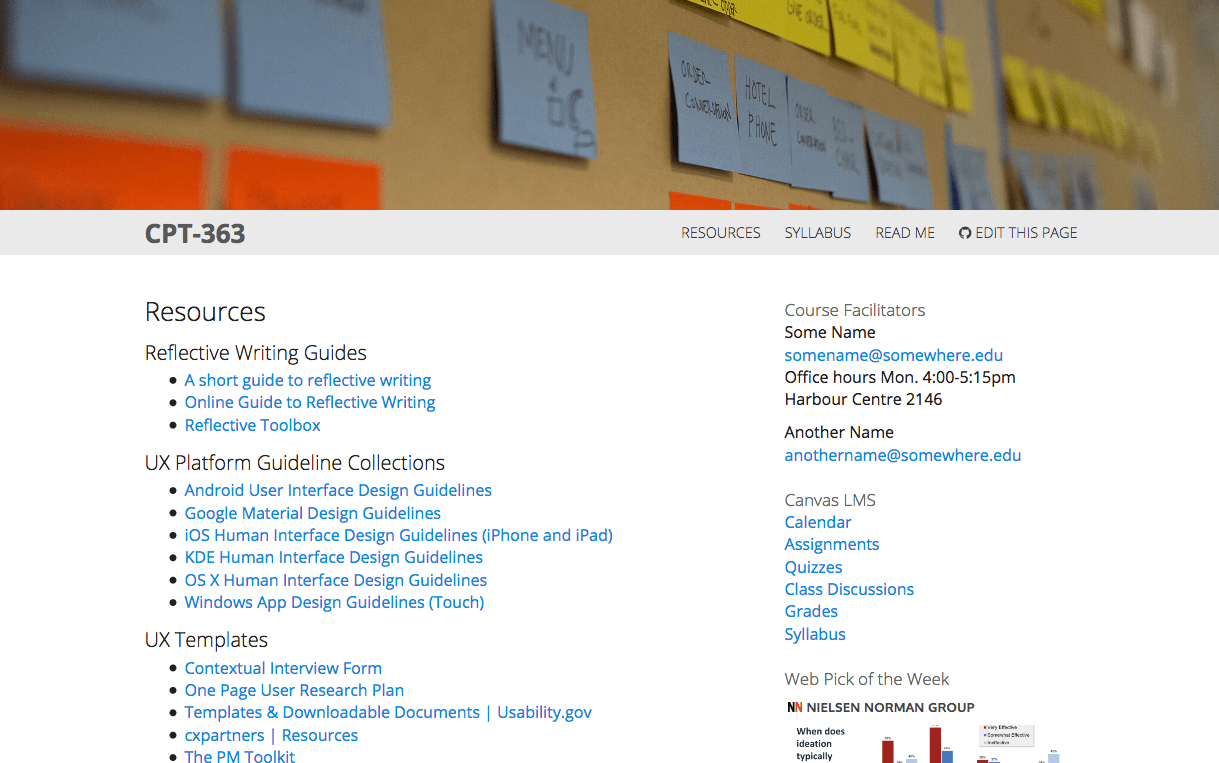 MENU
ORDER
CONVERSATION
HOTEL
PHONE
ORDER
GIVE ORDER
CPT-363
RESOURCES SYLLABUS READ ME EDIT THIS PAGE
Resources
Reflective Writing Guides
A short guide to reflective writing
Online Guide to Reflective Writing
Reflective Toolbox
UX Platform Guideline Collections
Android User Interface Design Guidelines
Google Material Design Guidelines
iOS Human Interface Design Guidelines (iPhone and iPad)
KDE Human Interface Design Guidelines
OS X Human Interface Design Guidelines
Windows App Design Guidelines (Touch)
UX Templates
Contextual Interview Form
One Page User Research Plan
Templates & Downloadable Documents | Usability.gov
cxpartners | Resources
The PM Toolkit
Course Facilitators
Some Name
somename@somewhere.edu
Office hours Mon. 4:00-5:15pm
Harbour Centre 2146
Another Name
anothername@somewhere.edu
Canvas LMS
Calendar
Assignments
Quizzes
Class Discussions
Grades
Syllabus
Web Pick of the Week
NN NIELSEN NORMAN GROUP
When does
ideation
typically
Very Effective
Somewhat Effective
Ineffective